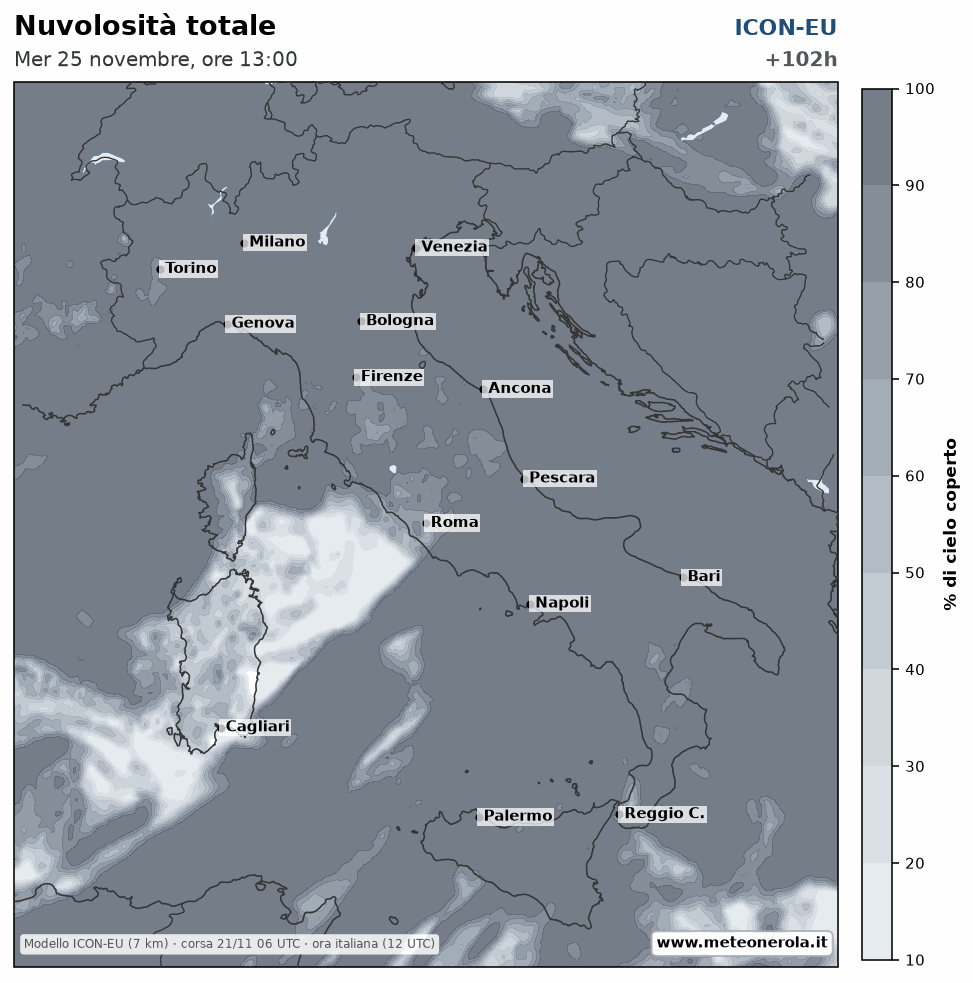 Nuvolosità totale
ICON-EU
Mer 25 novembre, ore 13:00
+102h
100
90
80
70
60
50
40
30
20
10
% di cielo coperto
Milano
Venezia
Torino
Genova
Bologna
Firenze
Ancona
Pescara
Roma
Bari
Napoli
Cagliari
Palermo
Reggio C.
Modello ICON-EU (7 km) · corsa 21/11 06 UTC · ora italiana (12 UTC)
www.meteonerola.it